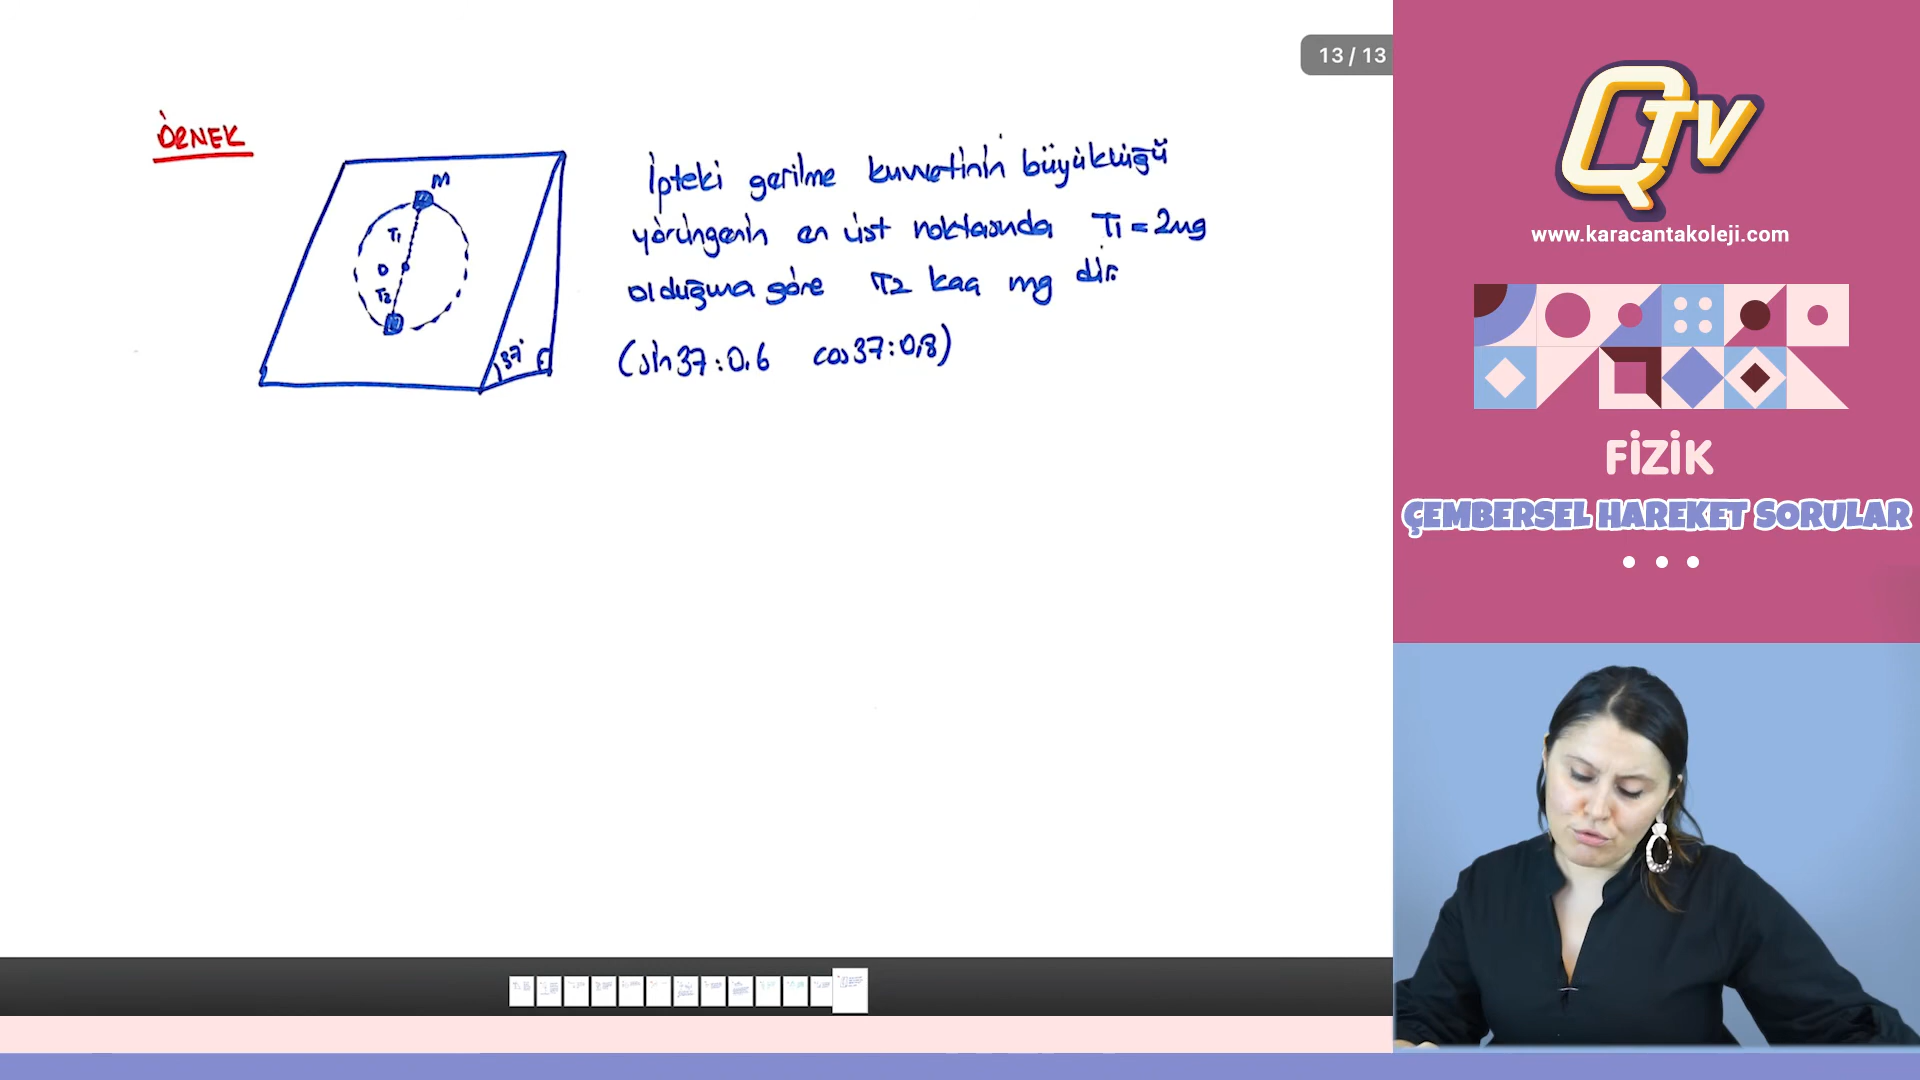 13 / 13
ÖRNEK
M
T1
O
T2
37°
İpteki gerilme kuvvetinin büyüklüğü
yörüngenin en üst noktasında T1 = 2mg
olduğuna göre T2 kaç mg dir.
(sin37:0,6 cos37:0,8)
QTV
www.karacantakoleji.com
FİZİK
ÇEMBERSEL HAREKET SORULAR